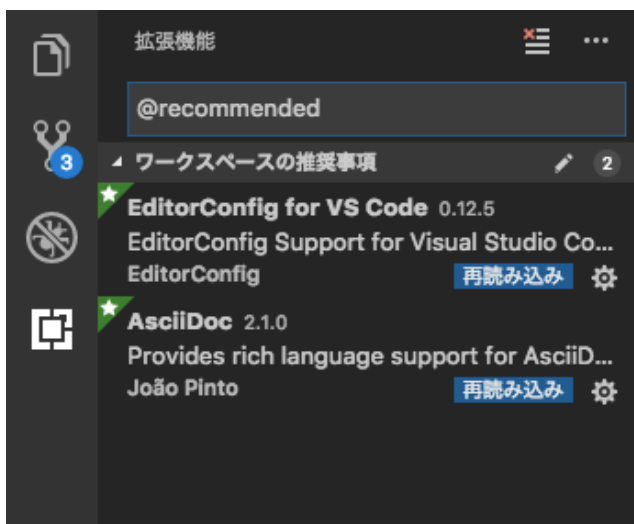 拡張機能
@recommended
3
ワークスペースの推奨事項 2
EditorConfig for VS Code 0.12.5
EditorConfig Support for Visual Studio Co...
EditorConfig 再読み込み
AsciiDoc 2.1.0
Provides rich language support for AsciiD...
João Pinto 再読み込み